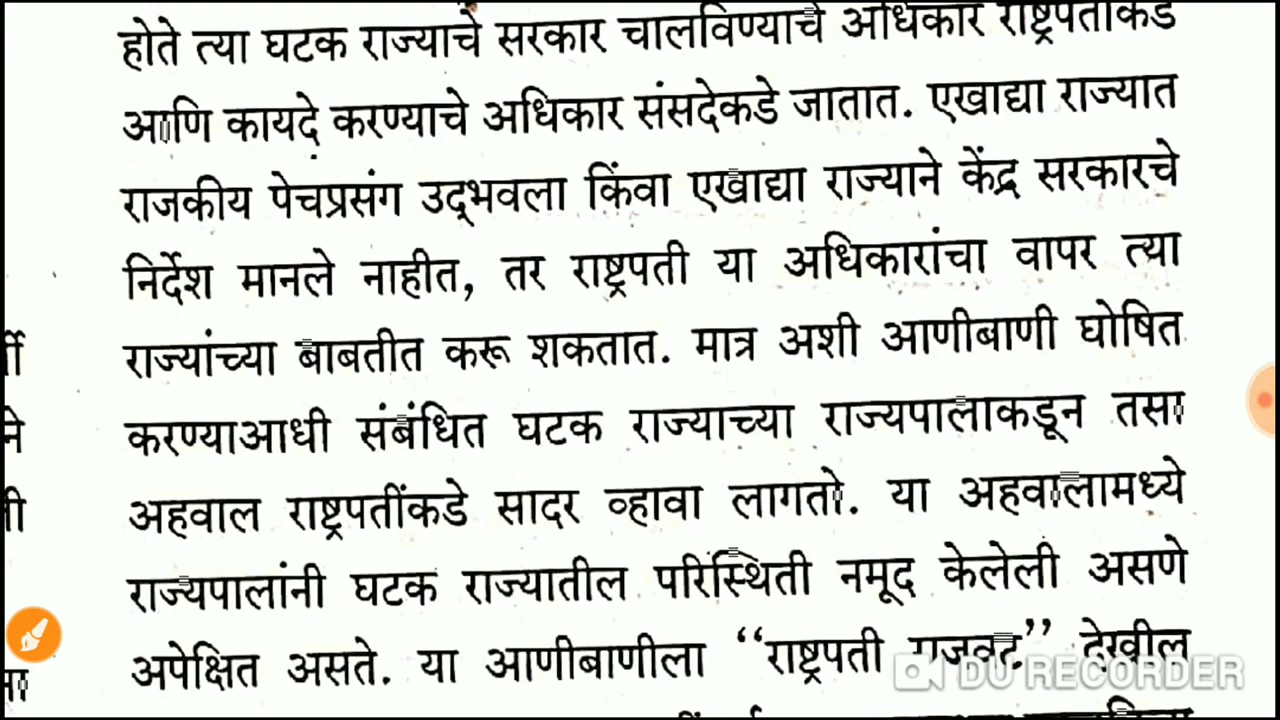 होते त्या घटक राज्याचे सरकार चालविण्याचे अधिकार राष्ट्रपतींकडे
आणि कायदे करण्याचे अधिकार संसदेकडे जातात. एखाद्या राज्यात
राजकीय पेचप्रसंग उद्‌भवला किंवा एखाद्या राज्याने केंद्र सरकारचे
निर्देश मानले नाहीत, तर राष्ट्रपती या अधिकारांचा वापर त्या
राज्यांच्या बाबतीत करू शकतात. मात्र अशी आणीबाणी घोषित
करण्याआधी संबंधित घटक राज्याच्या राज्यपालाकडून तसा
अहवाल राष्ट्रपतींकडे सादर व्हावा लागतो. या अहवालामध्ये
राज्यपालांनी घटक राज्यातील परिस्थिती नमूद केलेली असणे
अपेक्षित असते. या आणीबाणीला “राष्ट्रपती राजवट” देखील
DU RECORDER